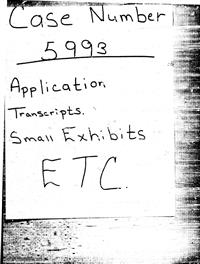 Case Number
5993
Application
Transcripts.
Small Exhibits
ETC.